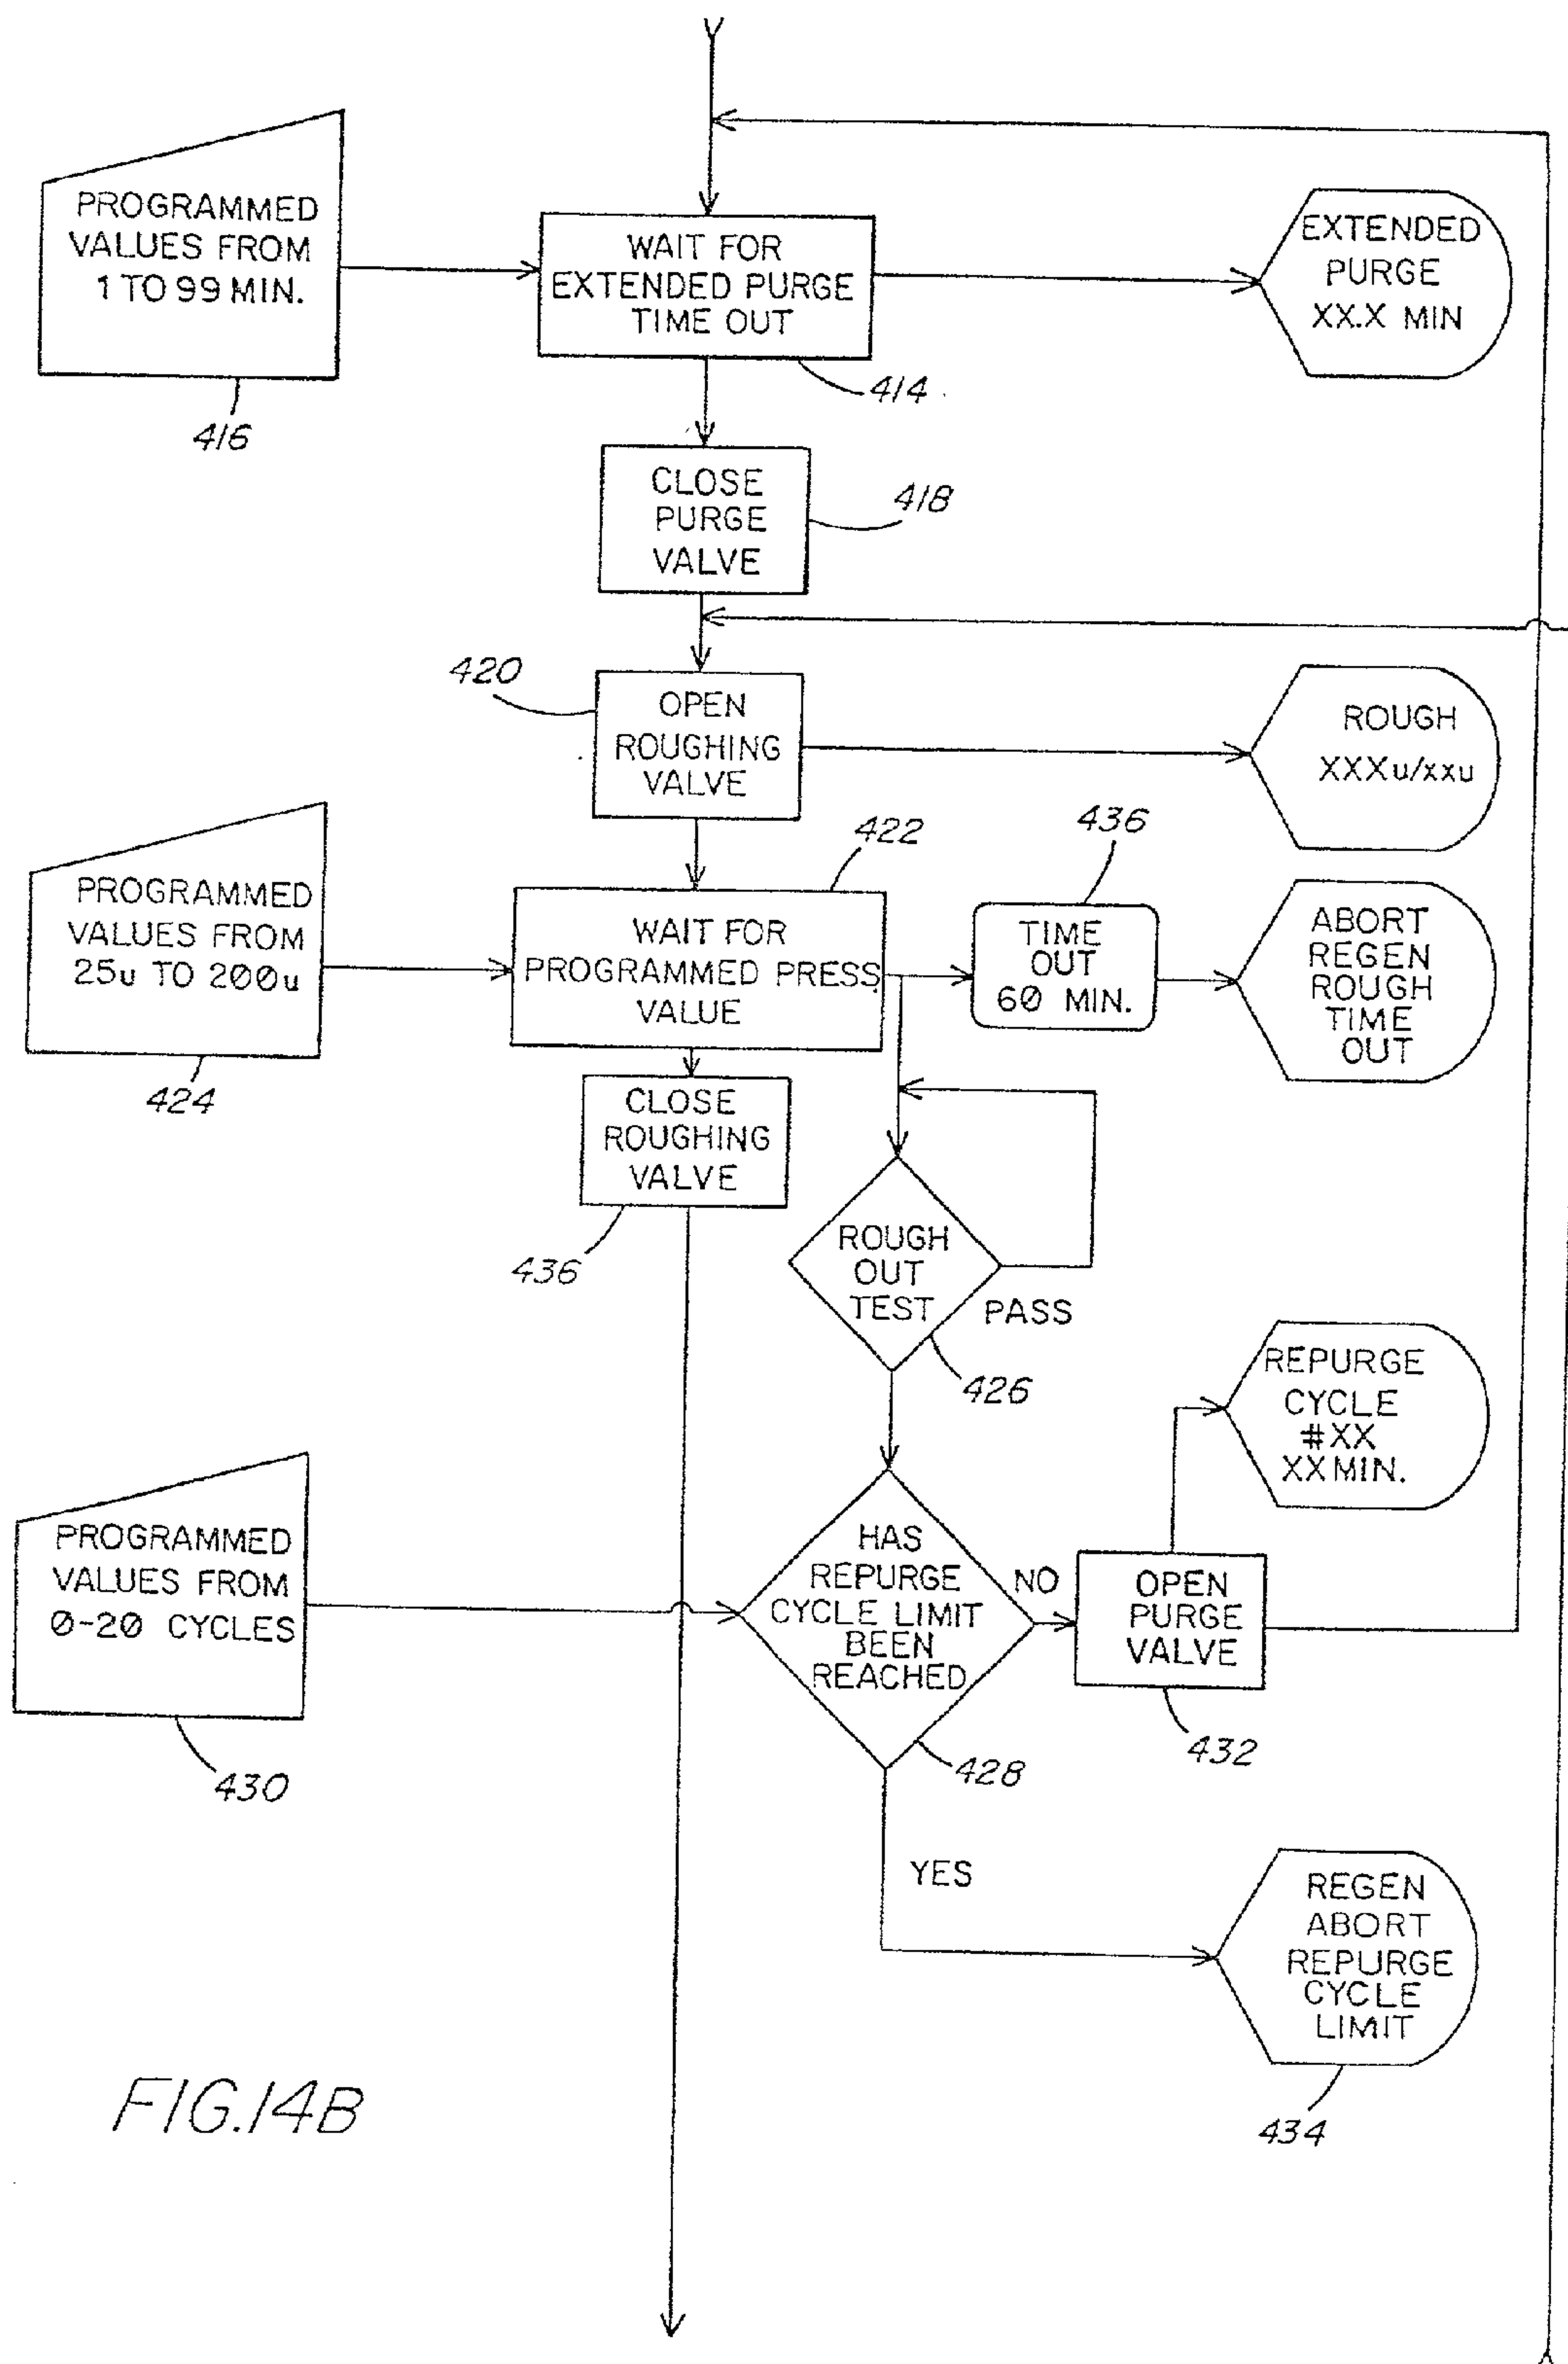 PROGRAMMED
VALUES FROM
1 TO 99 MIN.
416
WAIT FOR
EXTENDED PURGE
TIME OUT
414
EXTENDED
PURGE
XX.X MIN
CLOSE
PURGE
VALVE
418
420
OPEN
ROUGHING
VALVE
ROUGH
XXXu/xxu
PROGRAMMED
VALUES FROM
25u TO 200u
424
422
WAIT FOR
PROGRAMMED PRESS
VALUE
436
TIME
OUT
60 MIN.
ABORT
REGEN
ROUGH
TIME
OUT
CLOSE
ROUGHING
VALVE
436
ROUGH
OUT
TEST
PASS
426
REPURGE
CYCLE
#XX
XX MIN.
PROGRAMMED
VALUES FROM
0-20 CYCLES
430
HAS
REPURGE
CYCLE LIMIT
BEEN
REACHED
428
NO
OPEN
PURGE
VALVE
432
YES
REGEN
ABORT
REPURGE
CYCLE
LIMIT
434
FIG.14B